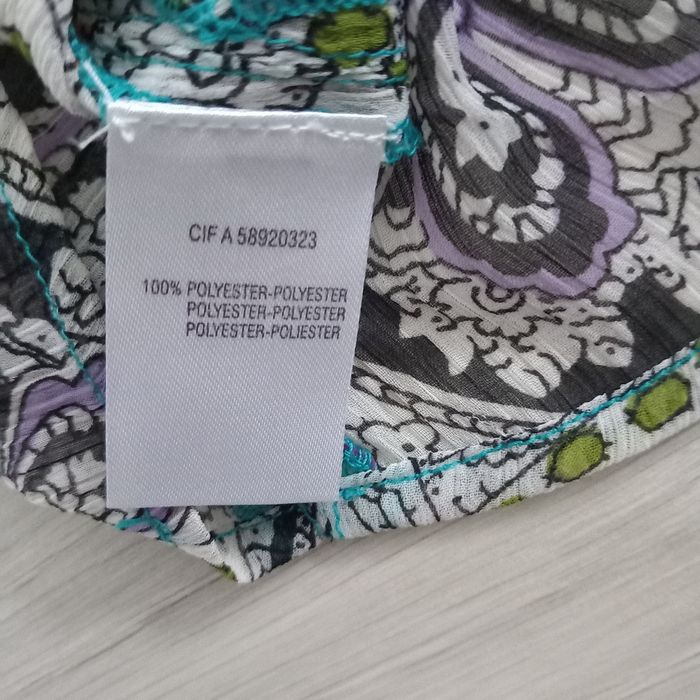 CIF A 58920323
100% POLYESTER-POLYESTER
POLYESTER-POLYESTER
POLYESTER-POLIESTER